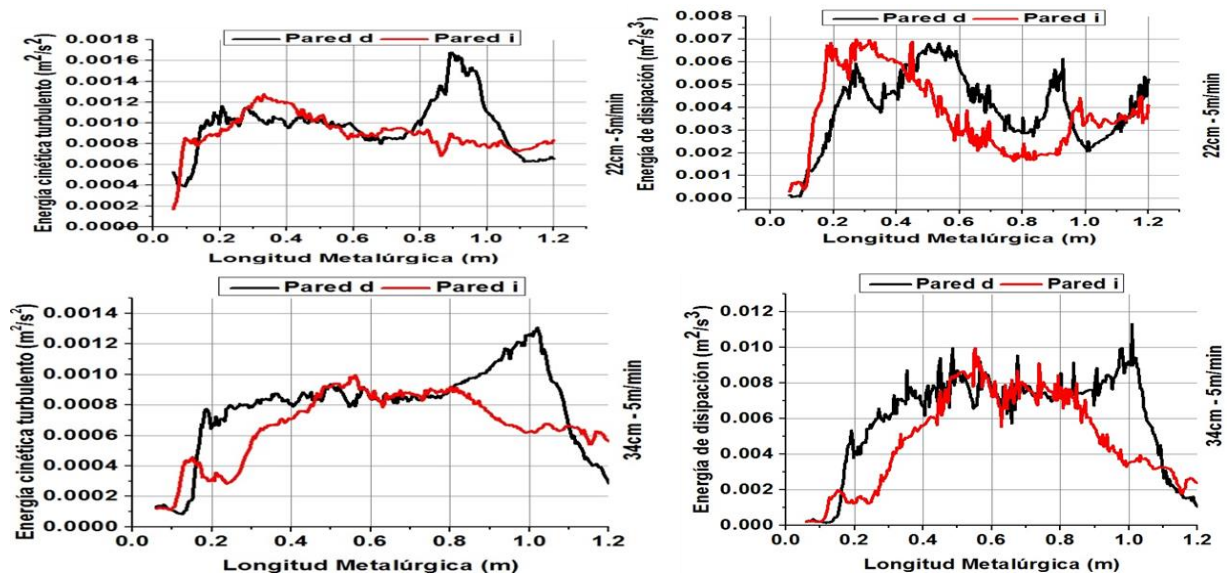 Pared d Pared i
Energía cinética turbulento (m²/s²)
0.0018
0.0016
0.0014
0.0012
0.0010
0.0008
0.0006
0.0004
0.0002
0.0000
0.0 0.2 0.4 0.6 0.8 1.0 1.2
Longitud Metalúrgica (m)
22cm - 5m/min
Pared d Pared i
Energía de disipación (m²/s³)
0.008
0.007
0.006
0.005
0.004
0.003
0.002
0.001
0.000
0.0 0.2 0.4 0.6 0.8 1.0 1.2
Longitud Metalúrgica (m)
22cm - 5m/min
Pared d Pared i
Energía cinética turbulento (m²/s²)
0.0014
0.0012
0.0010
0.0008
0.0006
0.0004
0.0002
0.0000
0.0 0.2 0.4 0.6 0.8 1.0 1.2
Longitud Metalúrgica (m)
34cm - 5m/min
Pared d Pared i
Energía de disipación (m²/s³)
0.012
0.010
0.008
0.006
0.004
0.002
0.000
0.0 0.2 0.4 0.6 0.8 1.0 1.2
Longitud Metalúrgica (m)
34cm - 5m/min